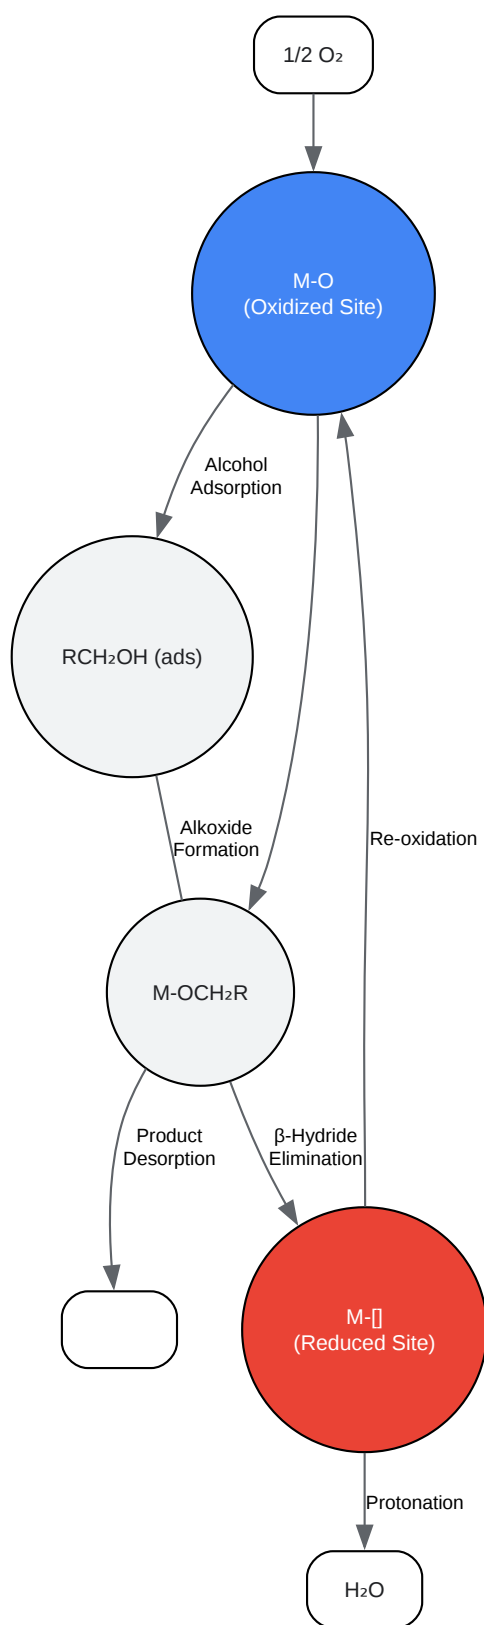 1/2 O₂
M-O
(Oxidized Site)
Alcohol
Adsorption
RCH₂OH (ads)
Alkoxide
Formation
Re-oxidation
M-OCH₂R
Product
Desorption
β-Hydride
Elimination
M-[]
(Reduced Site)
Protonation
H₂O